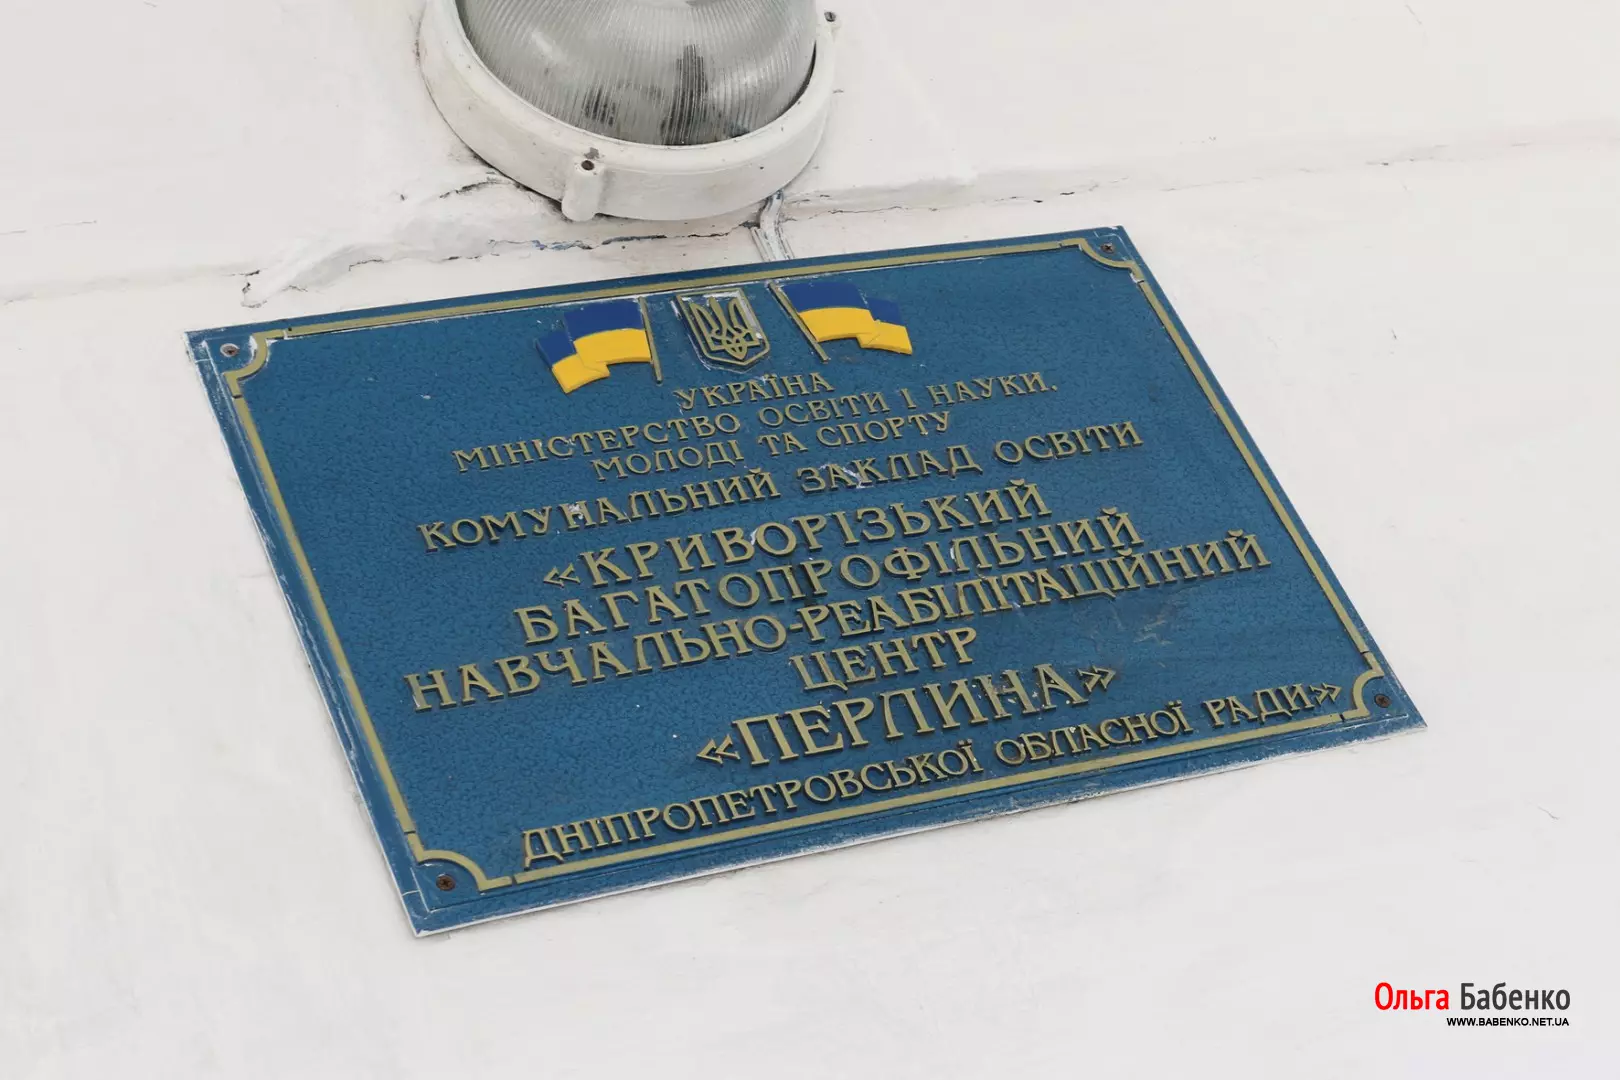 УКРАЇНА
МІНІСТЕРСТВО ОСВІТИ І НАУКИ,
МОЛОДІ ТА СПОРТУ
КОМУНАЛЬНИЙ ЗАКЛАД ОСВІТИ
«КРИВОРІЗЬКИЙ
БАГАТОПРОФІЛЬНИЙ
НАВЧАЛЬНО-РЕАБІЛІТАЦІЙНИЙ
ЦЕНТР
«ПЕРЛИНА»
ДНІПРОПЕТРОВСЬКОЇ ОБЛАСНОЇ РАДИ»
Ольга Бабенко
WWW.BABENKO.NET.UA